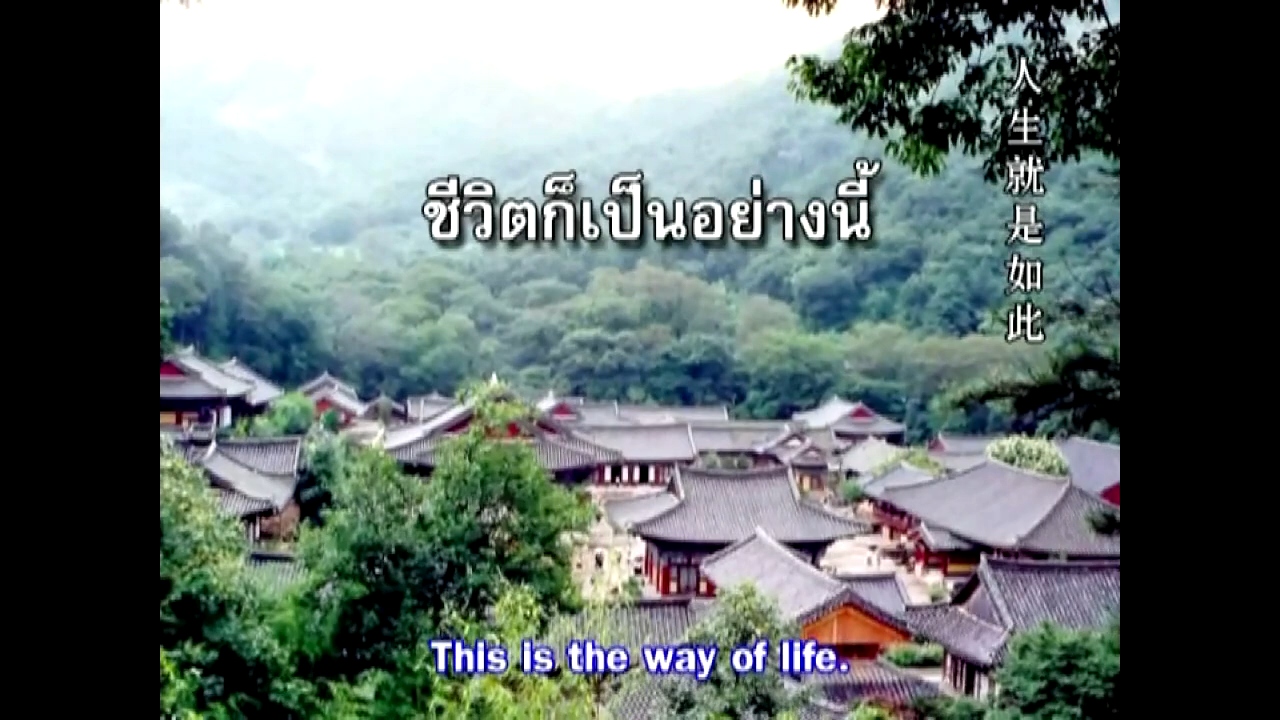 ชีวิตก็เป็นอย่างนี้
人生就是如此
This is the way of life.